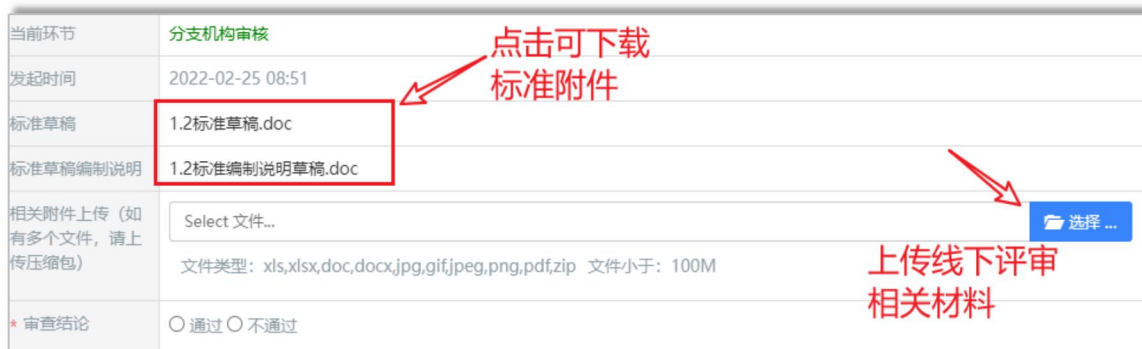 当前环节
分支机构审核
点击可下载
标准附件
发起时间
2022-02-25 08:51
标准草稿
1.2标准草稿.doc
标准草稿编制说明
1.2标准编制说明草稿.doc
相关附件上传（如
有多个文件，请上
传压缩包）
Select 文件...
选择 ...
文件类型：xls,xlsx,doc,docx,jpg,gif,jpeg,png,pdf,zip 文件小于：100M
上传线下评审
相关材料
* 审查结论
通过 不通过